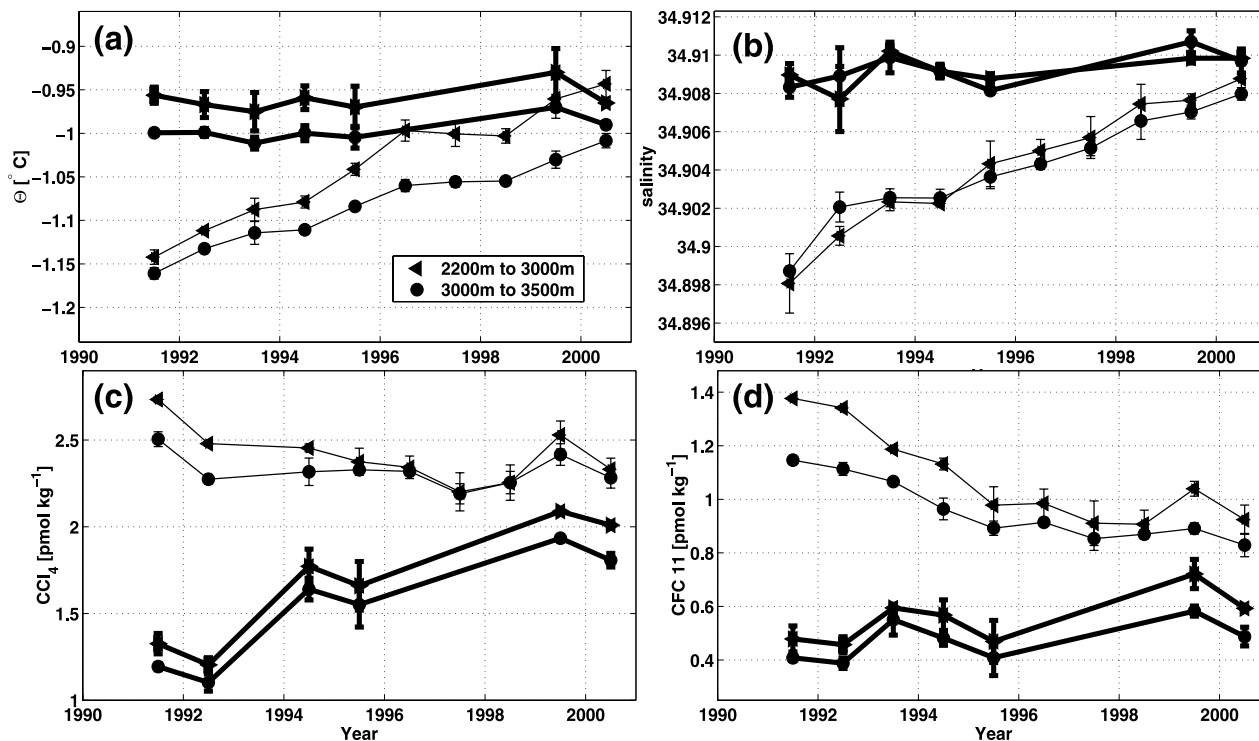 (a)
Θ [° C]
−0.9
−0.95
−1
−1.05
−1.1
−1.15
−1.2
2200m to 3000m
3000m to 3500m
1990 1992 1994 1996 1998 2000
(b)
salinity
34.912
34.910
34.908
34.906
34.904
34.902
34.9
34.898
34.896
1990 1992 1994 1996 1998 2000
(c)
CCl4 [pmol kg−1]
2.5
2
1.5
1
1990 1992 1994 1996 1998 2000
Year
(d)
CFC 11 [pmol kg−1]
1.4
1.2
1
0.8
0.6
0.4
1990 1992 1994 1996 1998 2000
Year